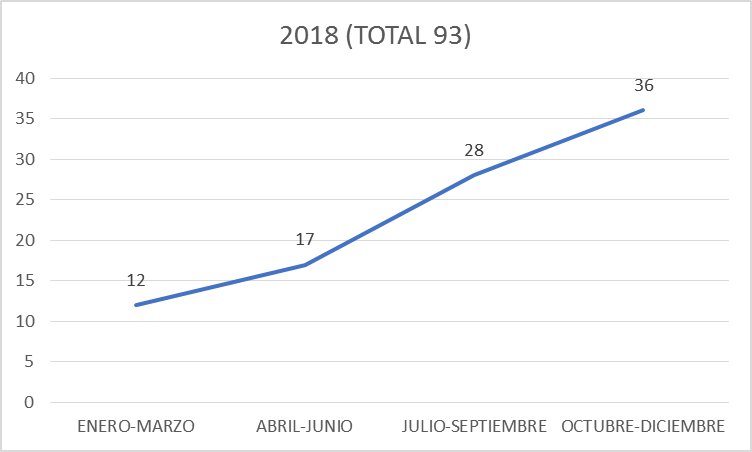 2018 (TOTAL 93)
40
35
30
25
20
15
10
5
0
12
17
28
36
ENERO-MARZO
ABRIL-JUNIO
JULIO-SEPTIEMBRE
OCTUBRE-DICIEMBRE